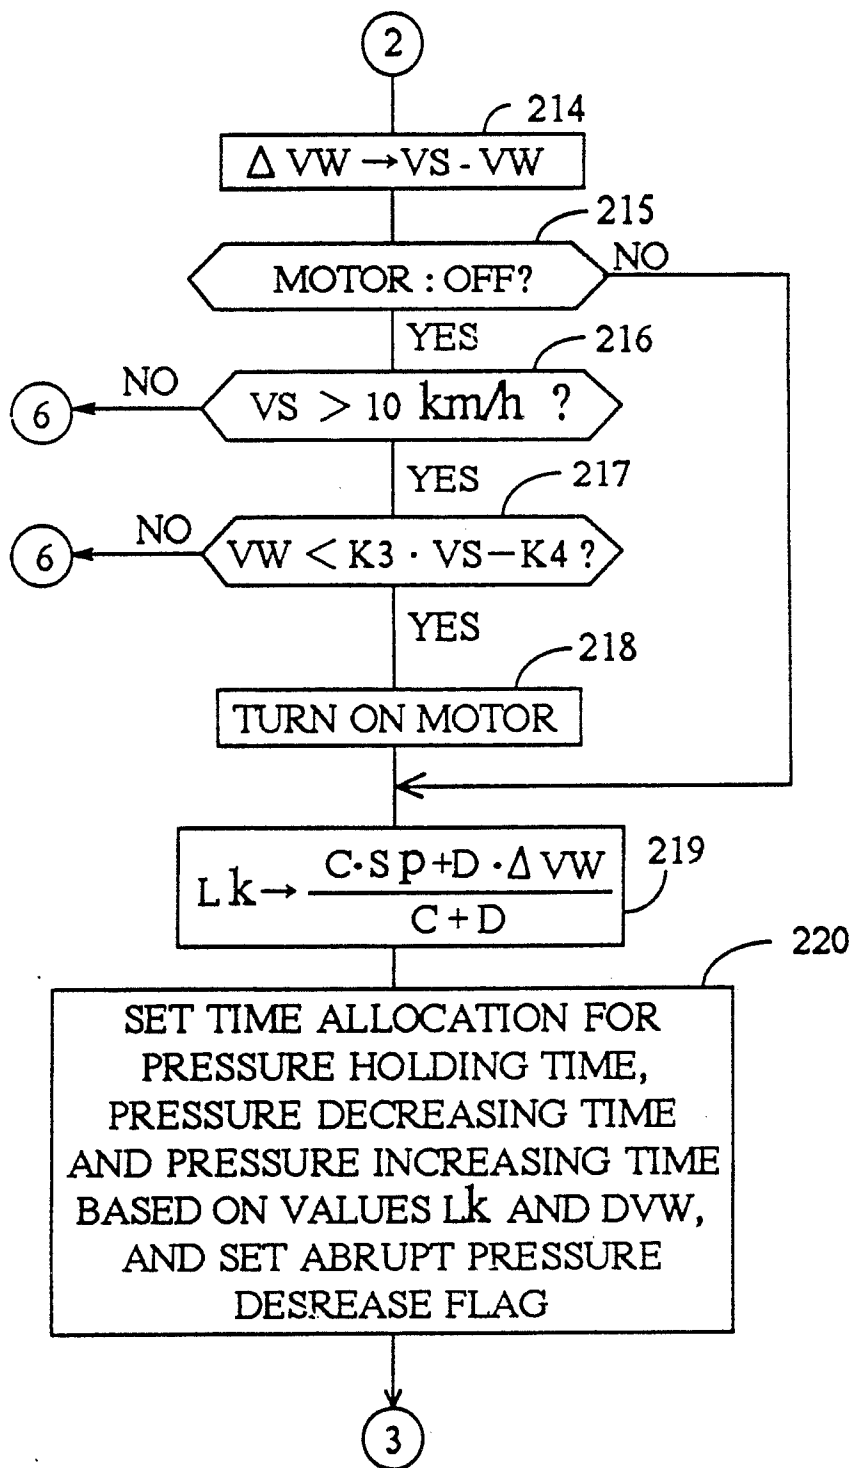 2
214
Δ VW → VS - VW
215
MOTOR : OFF?
NO
YES
216
NO
6
VS > 10 km/h ?
YES
217
NO
6
VW < K3 · VS−K4 ?
YES
218
TURN ON MOTOR
219
Lk → C·Sp+D·Δ VW
C + D
220
SET TIME ALLOCATION FOR
PRESSURE HOLDING TIME,
PRESSURE DECREASING TIME
AND PRESSURE INCREASING TIME
BASED ON VALUES Lk AND DVW,
AND SET ABRUPT PRESSURE
DESREASE FLAG
3